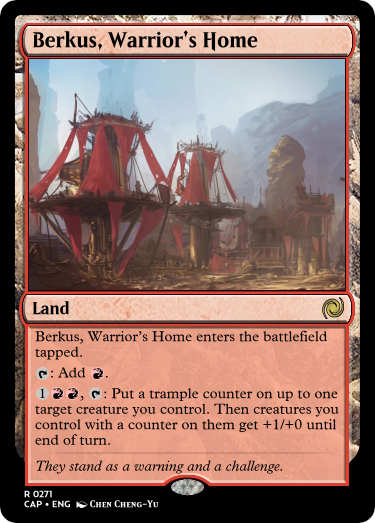 Berkus, Warrior's Home
Land
Berkus, Warrior's Home enters the battlefield
tapped.
: Add .
1 , : Put a trample counter on up to one
target creature you control. Then creatures you
control with a counter on them get +1/+0 until
end of turn.
They stand as a warning and a challenge.
R 0271
CAP • ENG Chen Cheng-Yu